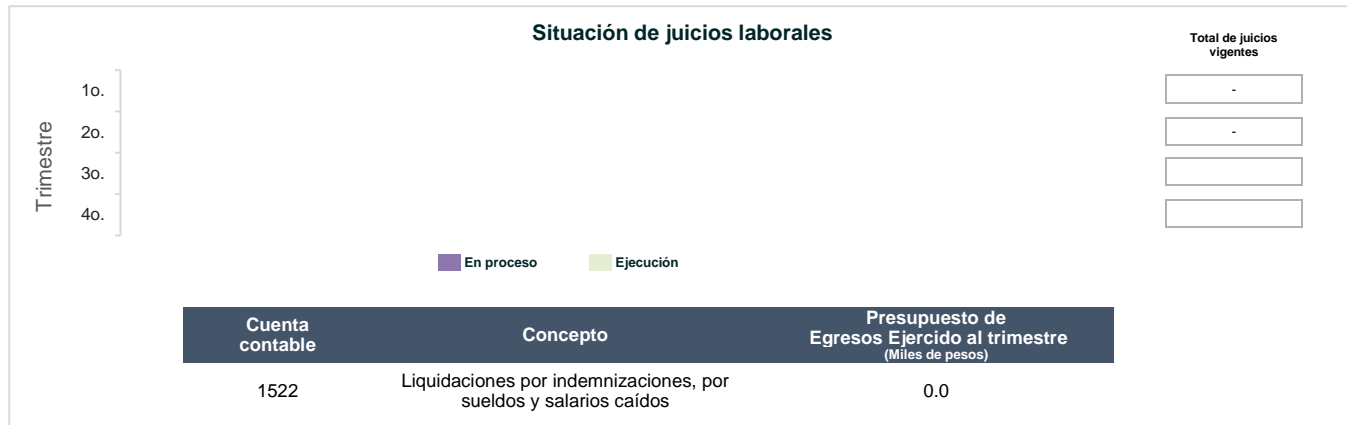 Situación de juicios laborales
Total de juicios
vigentes
Trimestre
1o.
-
2o.
-
3o.
4o.
En proceso
Ejecución
Cuenta
contable
Concepto
Presupuesto de
Egresos Ejercido al trimestre
(Miles de pesos)
1522
Liquidaciones por indemnizaciones, por
sueldos y salarios caídos
0.0